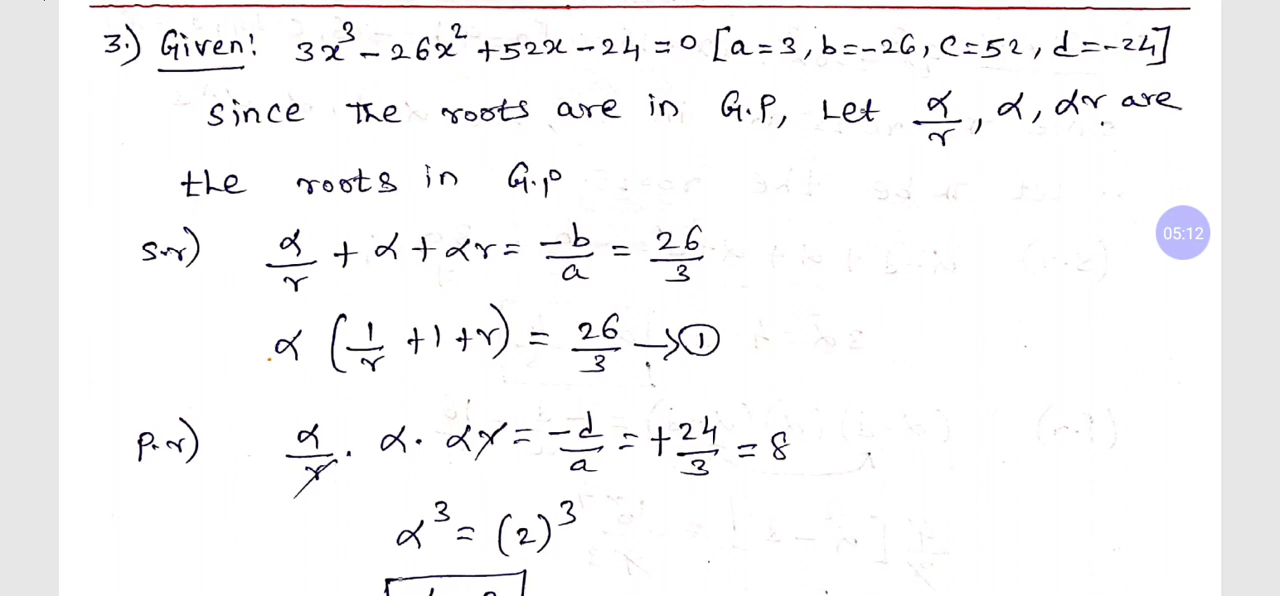 3.) Given: 3x³ - 26x² + 52x - 24 = 0 [a = 3, b = -26, c = 52, d = -24]
since The roots are in G.P, Let α/r, α, αr are
the roots in G.P
S.r) α/r + α + αr = -b/a = 26/3
α (1/r + 1 + r) = 26/3 → ①
05:12
P.r) α/r . α . αr = -d/a = +24/3 = 8
α³ = (2)³